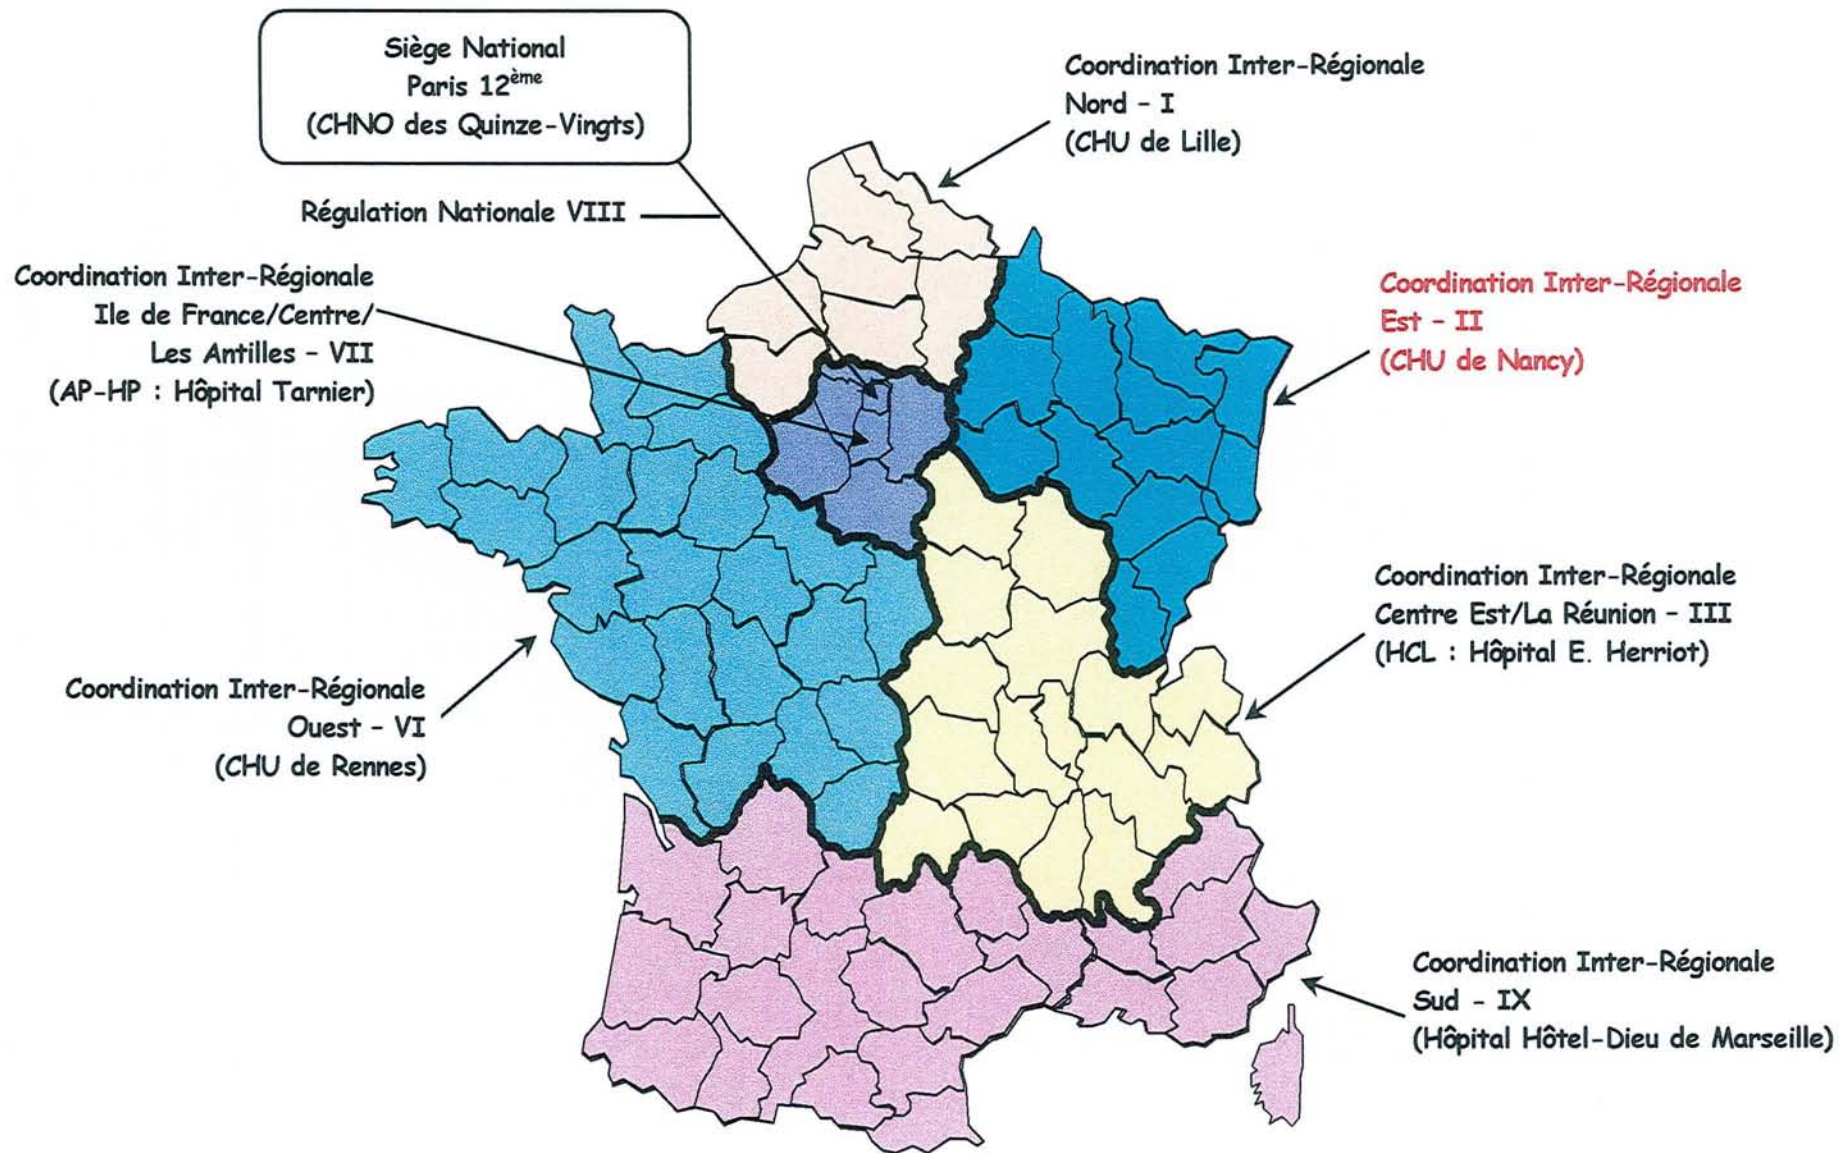 Siège National
Paris 12ème
(CHNO des Quinze-Vingts)
Coordination Inter-Régionale
Nord - I
(CHU de Lille)
Régulation Nationale VIII
Coordination Inter-Régionale
Ile de France/Centre/
Les Antilles - VII
(AP-HP : Hôpital Tarnier)
Coordination Inter-Régionale
Est - II
(CHU de Nancy)
Coordination Inter-Régionale
Centre Est/La Réunion - III
(HCL : Hôpital E. Herriot)
Coordination Inter-Régionale
Ouest - VI
(CHU de Rennes)
Coordination Inter-Régionale
Sud - IX
(Hôpital Hôtel-Dieu de Marseille)